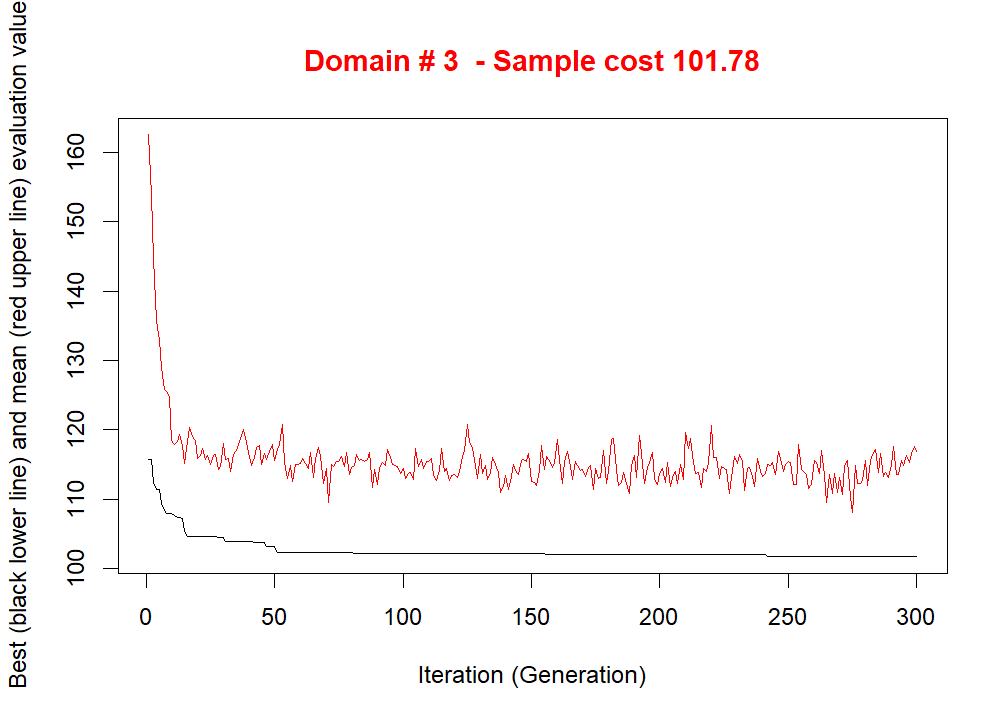 Domain # 3  - Sample cost 101.78
Best (black lower line) and mean (red upper line) evaluation value
160
150
140
130
120
110
100
0 50 100 150 200 250 300
Iteration (Generation)